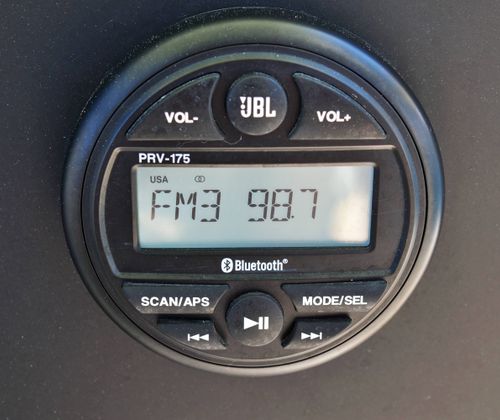 VOL- JBL VOL+
PRV-175
USA
FM3 98.7
Bluetooth®
SCAN/APS MODE/SEL